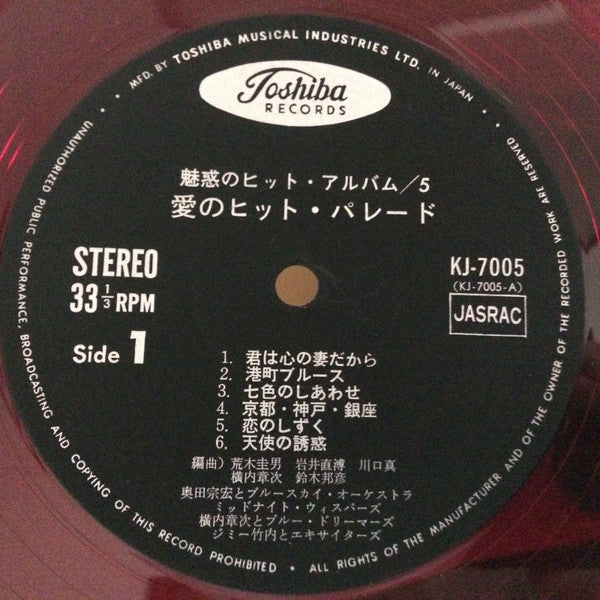 MFD. BY TOSHIBA MUSICAL INDUSTRIES LTD. IN JAPAN
Toshiba
RECORDS
魅惑のヒット・アルバム/5
愛のヒット・パレード
STEREO
33 1/3 RPM
Side 1
KJ-7005
(KJ-7005-A)
JASRAC
1. 君は心の妻だから
2. 港町ブルース
3. 七色のしあわせ
4. 京都・神戸・銀座
5. 恋のしずく
6. 天使の誘惑
編曲) 荒木圭男 岩井直溥 川口真
横内章次 鈴木邦彦
奥田宗宏とブルースカイ・オーケストラ
ミッドナイト・ウィスパーズ
横内章次とブルー・ドリーマーズ
ジミー竹内とエキサイターズ
UNAUTHORIZED PUBLIC PERFORMANCE, BROADCASTING AND COPYING OF THIS RECORD PROHIBITED • ALL RIGHTS OF THE MANUFACTURER AND OF THE OWNER OF THE RECORDED WORK ARE RESERVED